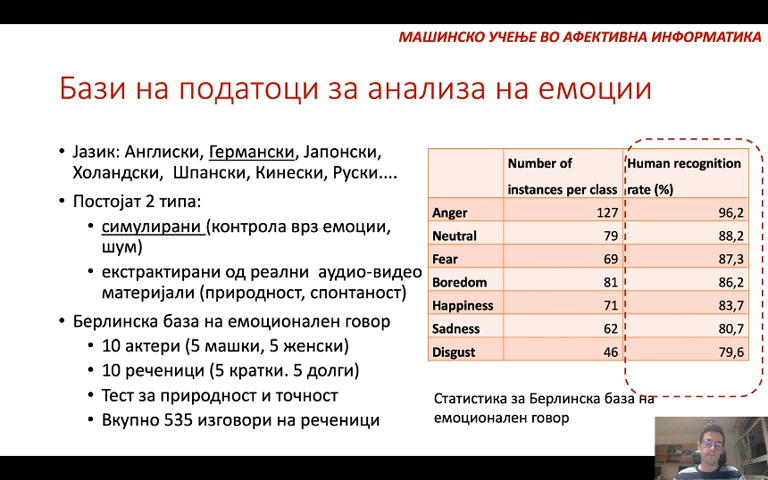 МАШИНСКО УЧЕЊЕ ВО АФЕКТИВНА ИНФОРМАТИКА
Бази на податоци за анализа на емоции
• Јазик: Англиски, Германски, Јапонски,
Холандски, Шпански, Кинески, Руски....
• Постојат 2 типа:
• симулирани (контрола врз емоции,
шум)
• екстрактирани од реални аудио-видео
материјали (природност, спонтаност)
• Берлинска база на емоционален говор
• 10 актери (5 машки, 5 женски)
• 10 реченици (5 кратки. 5 долги)
• Тест за природност и точност
• Вкупно 535 изговори на реченици
Number of instances per class Human recognition rate (%)
Anger 127 96,2
Neutral 79 88,2
Fear 69 87,3
Boredom 81 86,2
Happiness 71 83,7
Sadness 62 80,7
Disgust 46 79,6
Статистика за Берлинска база на
емоционален говор